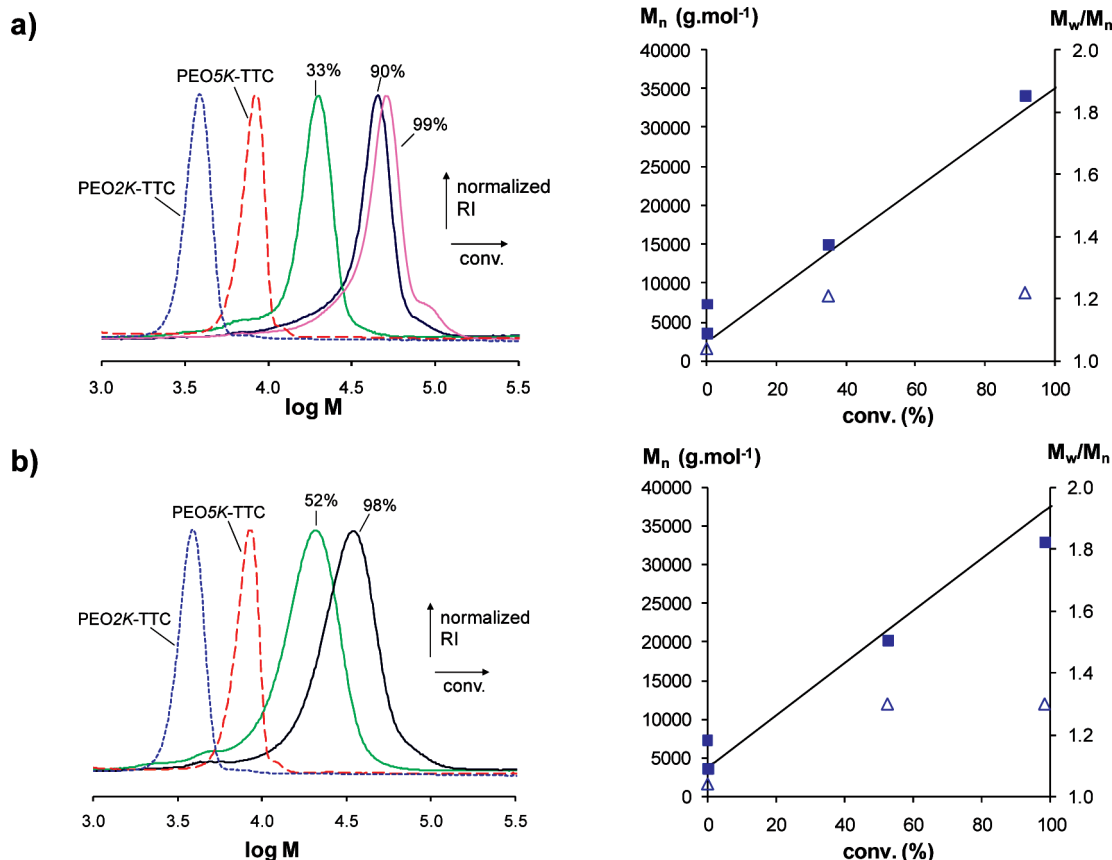 a)
PEO5K-TTC
33%
90%
99%
PEO2K-TTC
normalized
RI
conv.
3.0 3.5 4.0 4.5 5.0 5.5
log M
Mn (g.mol-1)
Mw/Mn
40000
35000
30000
25000
20000
15000
10000
5000
0
2.0
1.8
1.6
1.4
1.2
1.0
0 20 40 60 80 100
conv. (%)
b)
PEO5K-TTC
52%
98%
PEO2K-TTC
normalized
RI
conv.
3.0 3.5 4.0 4.5 5.0 5.5
log M
Mn (g.mol-1)
Mw/Mn
40000
35000
30000
25000
20000
15000
10000
5000
0
2.0
1.8
1.6
1.4
1.2
1.0
0 20 40 60 80 100
conv. (%)